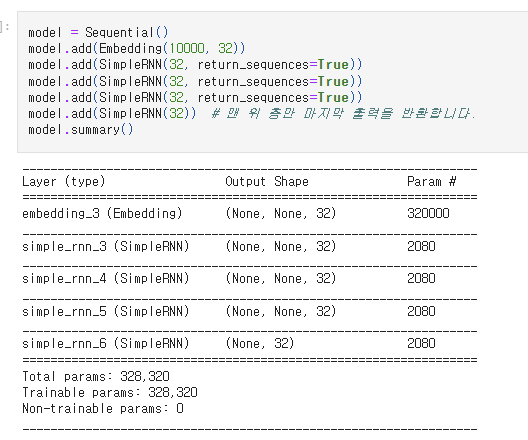 ]:
model = Sequential()
model.add(Embedding(10000, 32))
model.add(SimpleRNN(32, return_sequences=True))
model.add(SimpleRNN(32, return_sequences=True))
model.add(SimpleRNN(32, return_sequences=True))
model.add(SimpleRNN(32))  # 맨 위 층만 마지막 출력을 반환합니다.
model.summary()
_________________________________________________________________
Layer (type)                 Output Shape              Param #
=================================================================
embedding_3 (Embedding)      (None, None, 32)          320000
_________________________________________________________________
simple_rnn_3 (SimpleRNN)     (None, None, 32)          2080
_________________________________________________________________
simple_rnn_4 (SimpleRNN)     (None, None, 32)          2080
_________________________________________________________________
simple_rnn_5 (SimpleRNN)     (None, None, 32)          2080
_________________________________________________________________
simple_rnn_6 (SimpleRNN)     (None, 32)                2080
=================================================================
Total params: 328,320
Trainable params: 328,320
Non-trainable params: 0
_________________________________________________________________